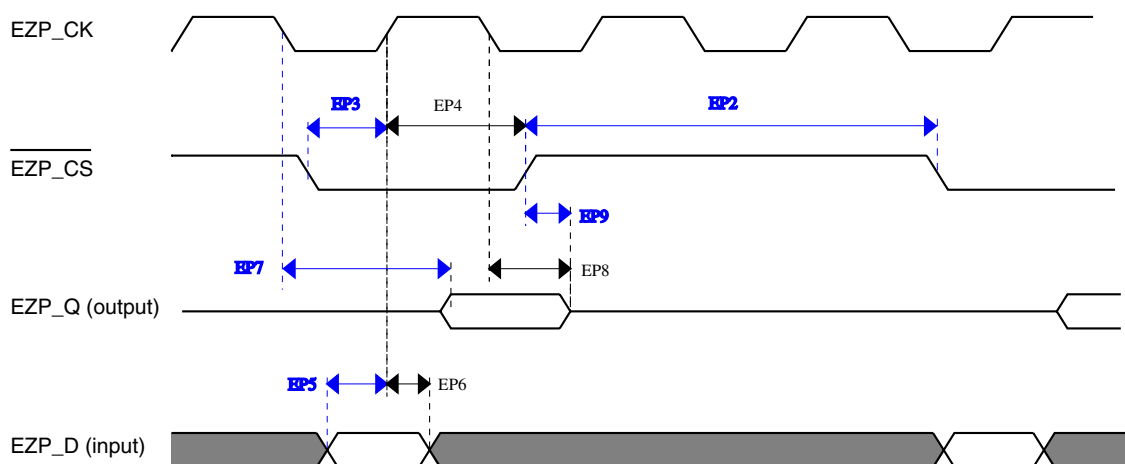 EZP_CK
EP3 EP4 EP2
EZP_CS
EP9
EP7 EP8
EZP_Q (output)
EP5 EP6
EZP_D (input)